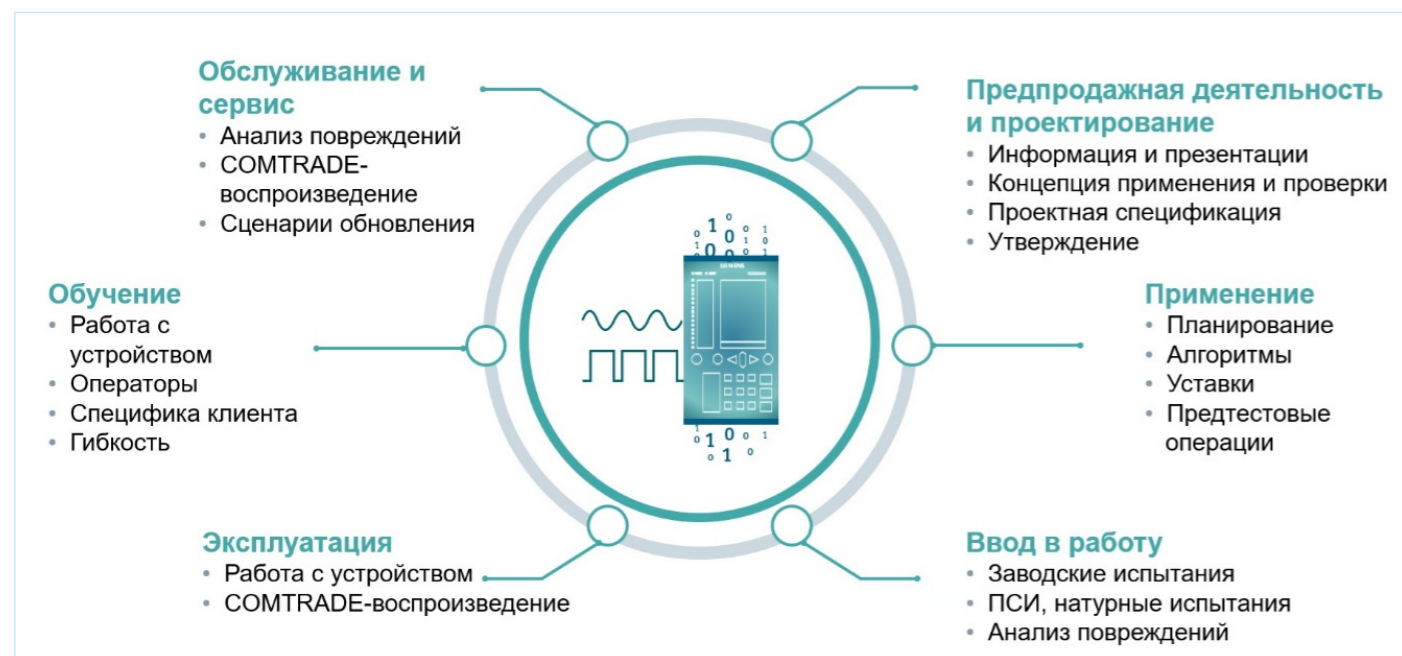 Обслуживание и
сервис
• Анализ повреждений
• COMTRADE-
воспроизведение
• Сценарии обновления
Предпродажная деятельность
и проектирование
• Информация и презентации
• Концепция применения и проверки
• Проектная спецификация
• Утверждение
Обучение
• Работа с
устройством
• Операторы
• Специфика клиента
• Гибкость
Применение
• Планирование
• Алгоритмы
• Уставки
• Предтестовые
операции
Эксплуатация
• Работа с устройством
• COMTRADE-воспроизведение
Ввод в работу
• Заводские испытания
• ПСИ, натурные испытания
• Анализ повреждений